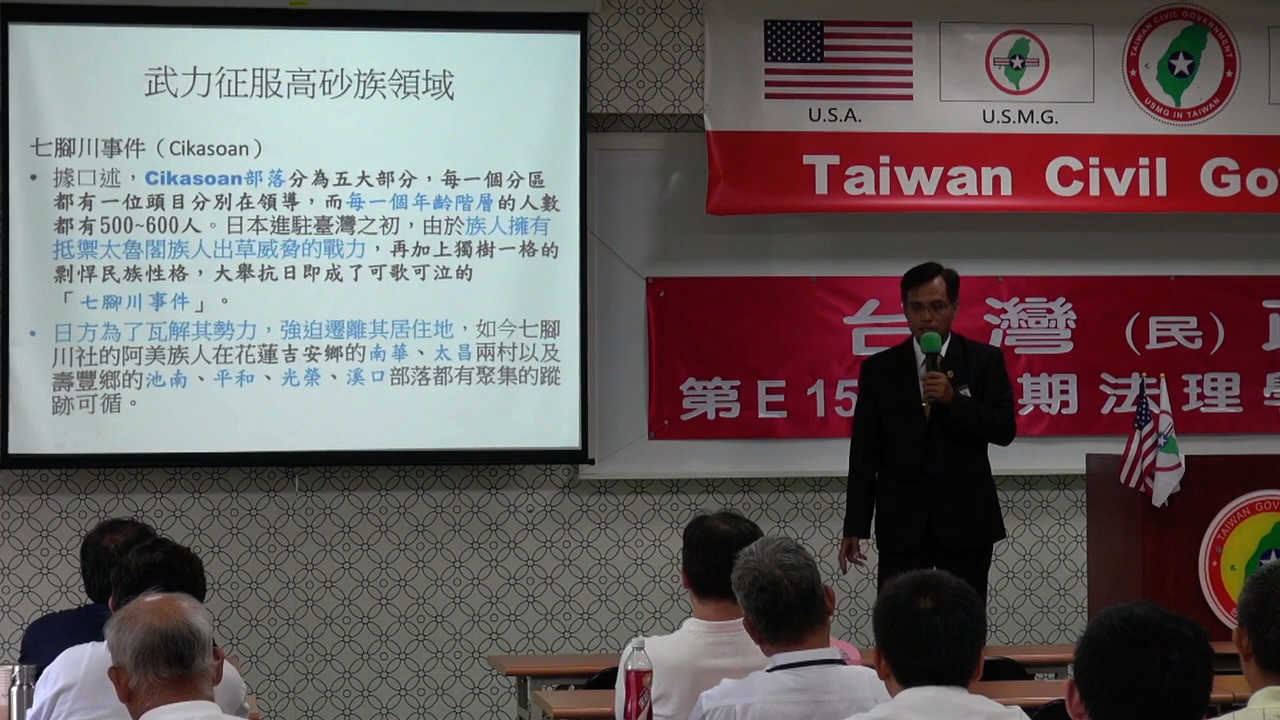 武力征服高砂族領域
七腳川事件（Cikasoan）
• 據口述，Cikasoan部落分為五大部分，每一個分區
都有一位頭目分別在領導，而每一個年齡階層的人數
都有500~600人。日本進駐臺灣之初，由於族人擁有
抵禦太魯閣族人出草威脅的戰力，再加上獨樹一格的
剽悍民族性格，大舉抗日即成了可歌可泣的
「七腳川事件」。
• 日方為了瓦解其勢力，強迫遷離其居住地，如今七腳
川社的阿美族人在花蓮吉安鄉的南華、太昌兩村以及
壽豐鄉的池南、平和、光榮、溪口部落都有聚集的蹤
跡可循。
U.S.A.
U.S.M.G.
TAIWAN CIVIL GOVERNMENT
USMG IN TAIWAN
Taiwan Civil Go
台灣（民）
第E15 期法理
TAIWAN GOV